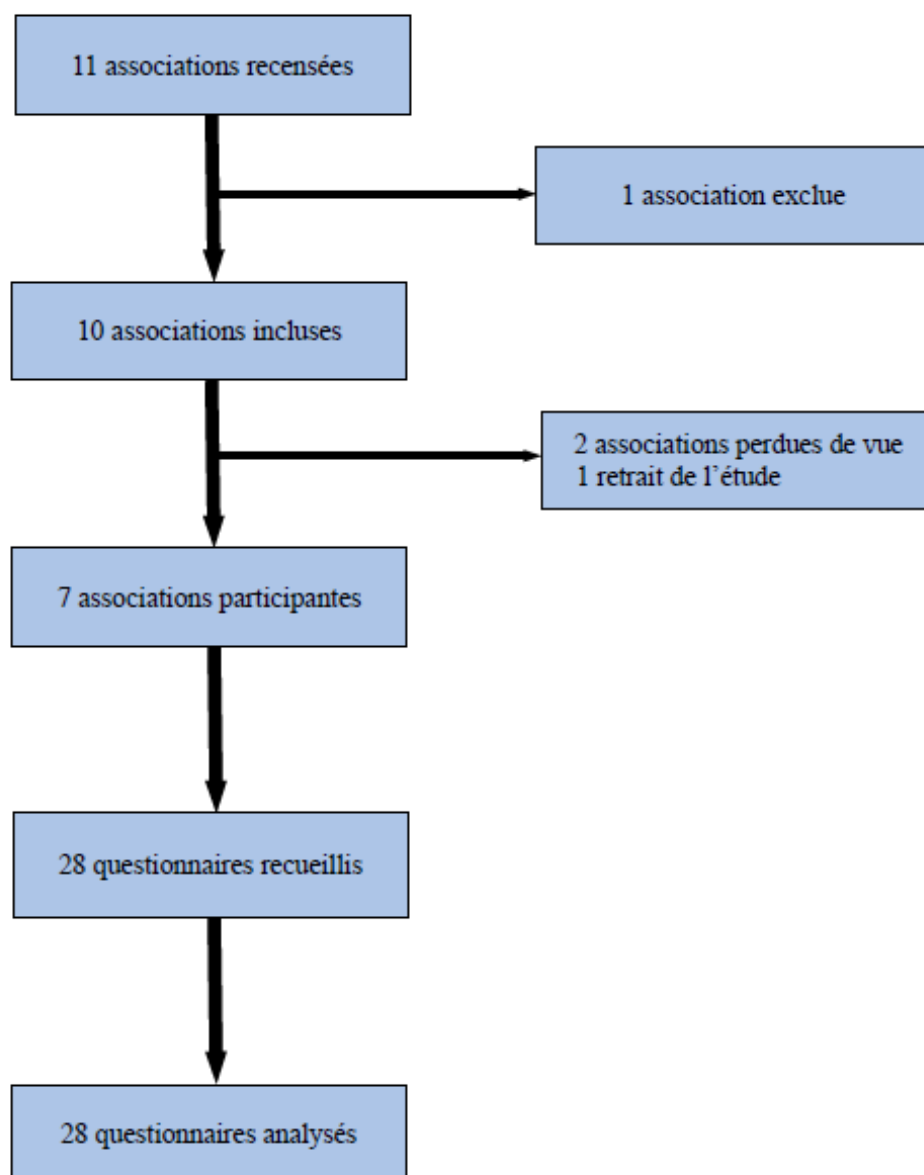 11 associations recensées
1 association exclue
10 associations incluses
2 associations perdues de vue
1 retrait de l’étude
7 associations participantes
28 questionnaires recueillis
28 questionnaires analysés